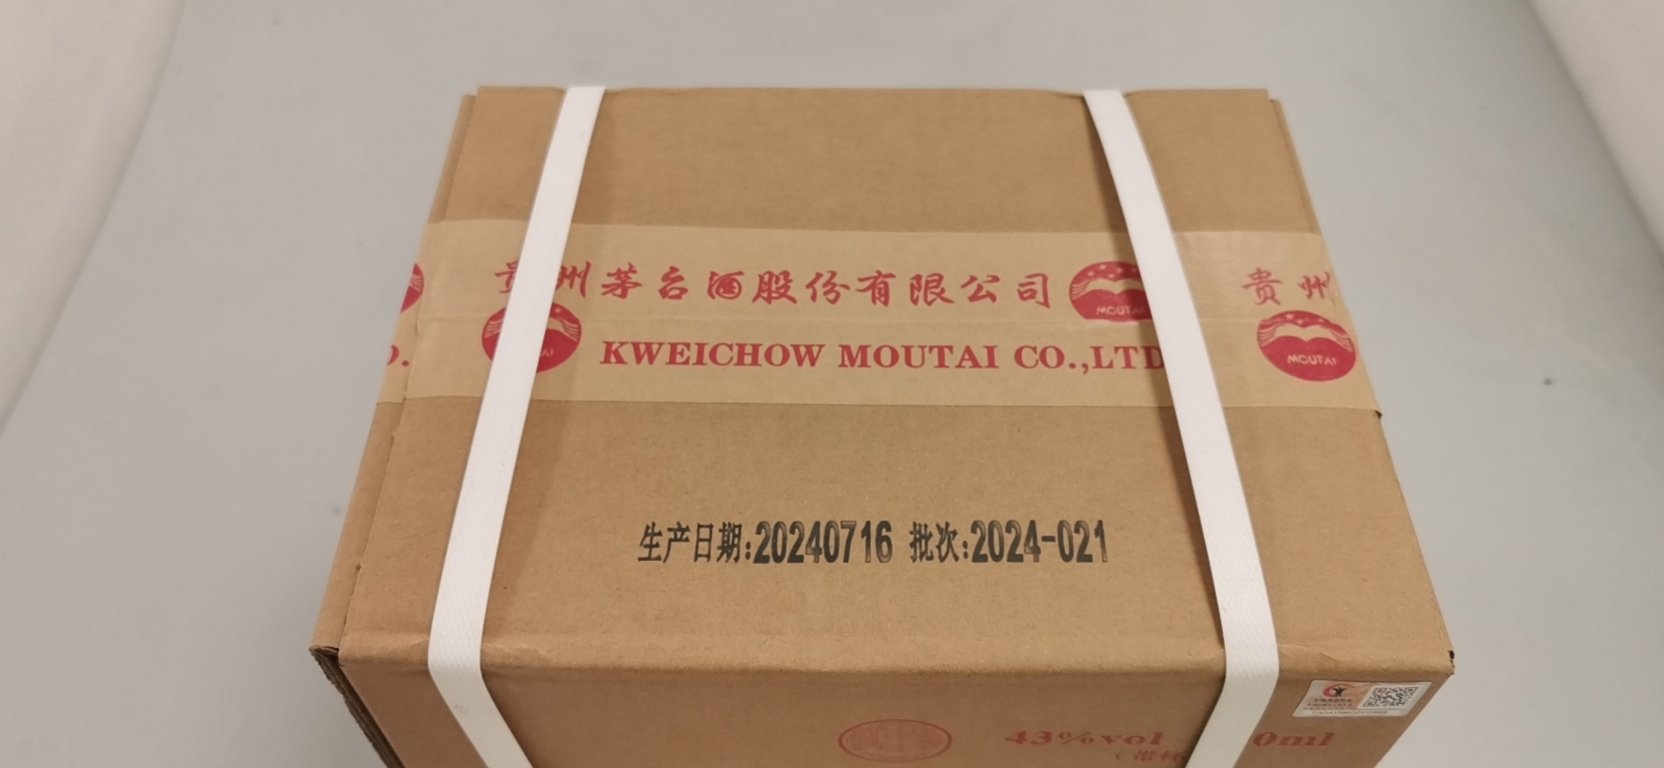 贵州茅台酒股份有限公司
MOUTAI
贵州
KWEICHOW MOUTAI CO.,LTD
MOUTAI
生产日期:20240716 批次:2024-021
43%vol
0ml